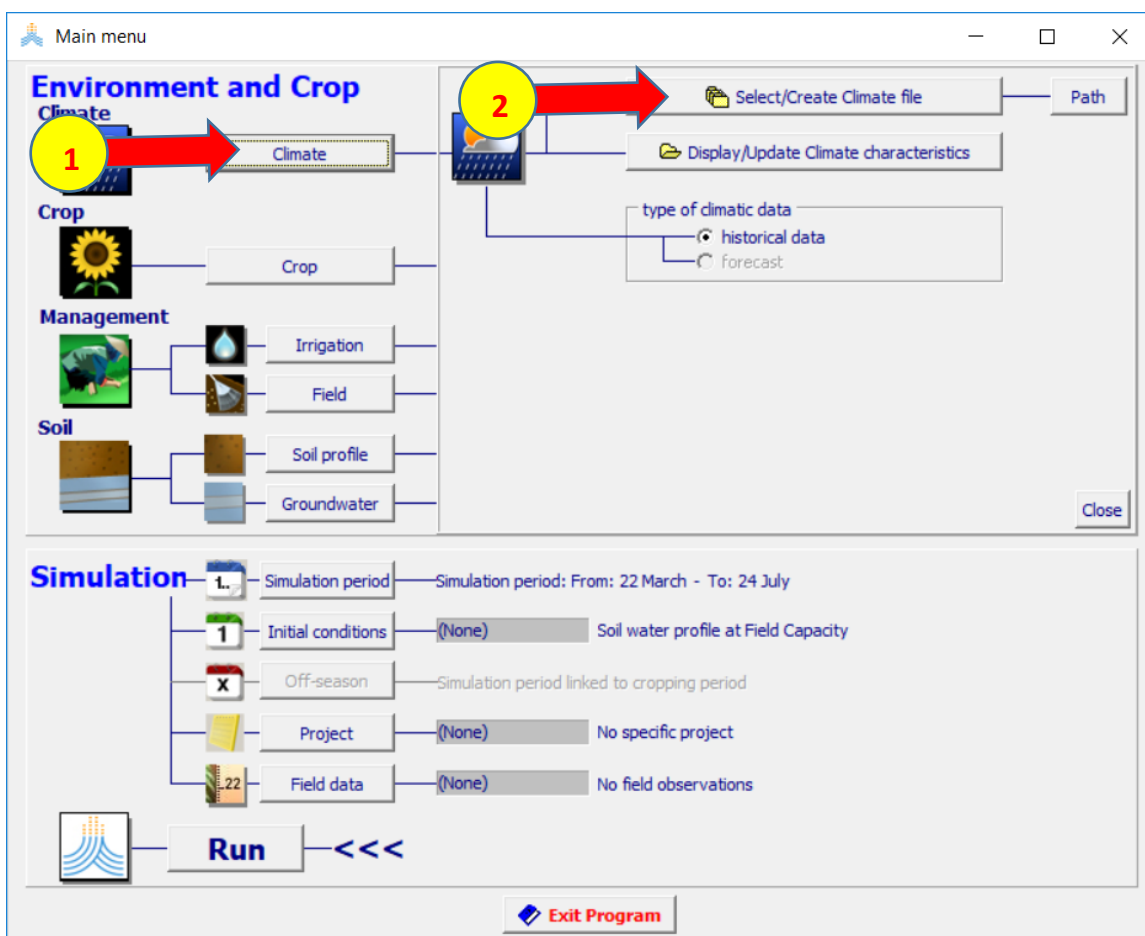 Main menu
Environment and Crop
Climate
1
Climate
2
Select/Create Climate file
Path
Display/Update Climate characteristics
type of climatic data
historical data
forecast
Crop
Crop
Management
Irrigation
Field
Soil
Soil profile
Groundwater
Close
Simulation
1..
Simulation period
Simulation period: From: 22 March - To: 24 July
1
Initial conditions
(None)
Soil water profile at Field Capacity
X
Off-season
Simulation period linked to cropping period
Project
(None)
No specific project
..22
Field data
(None)
No field observations
Run
<<<
Exit Program